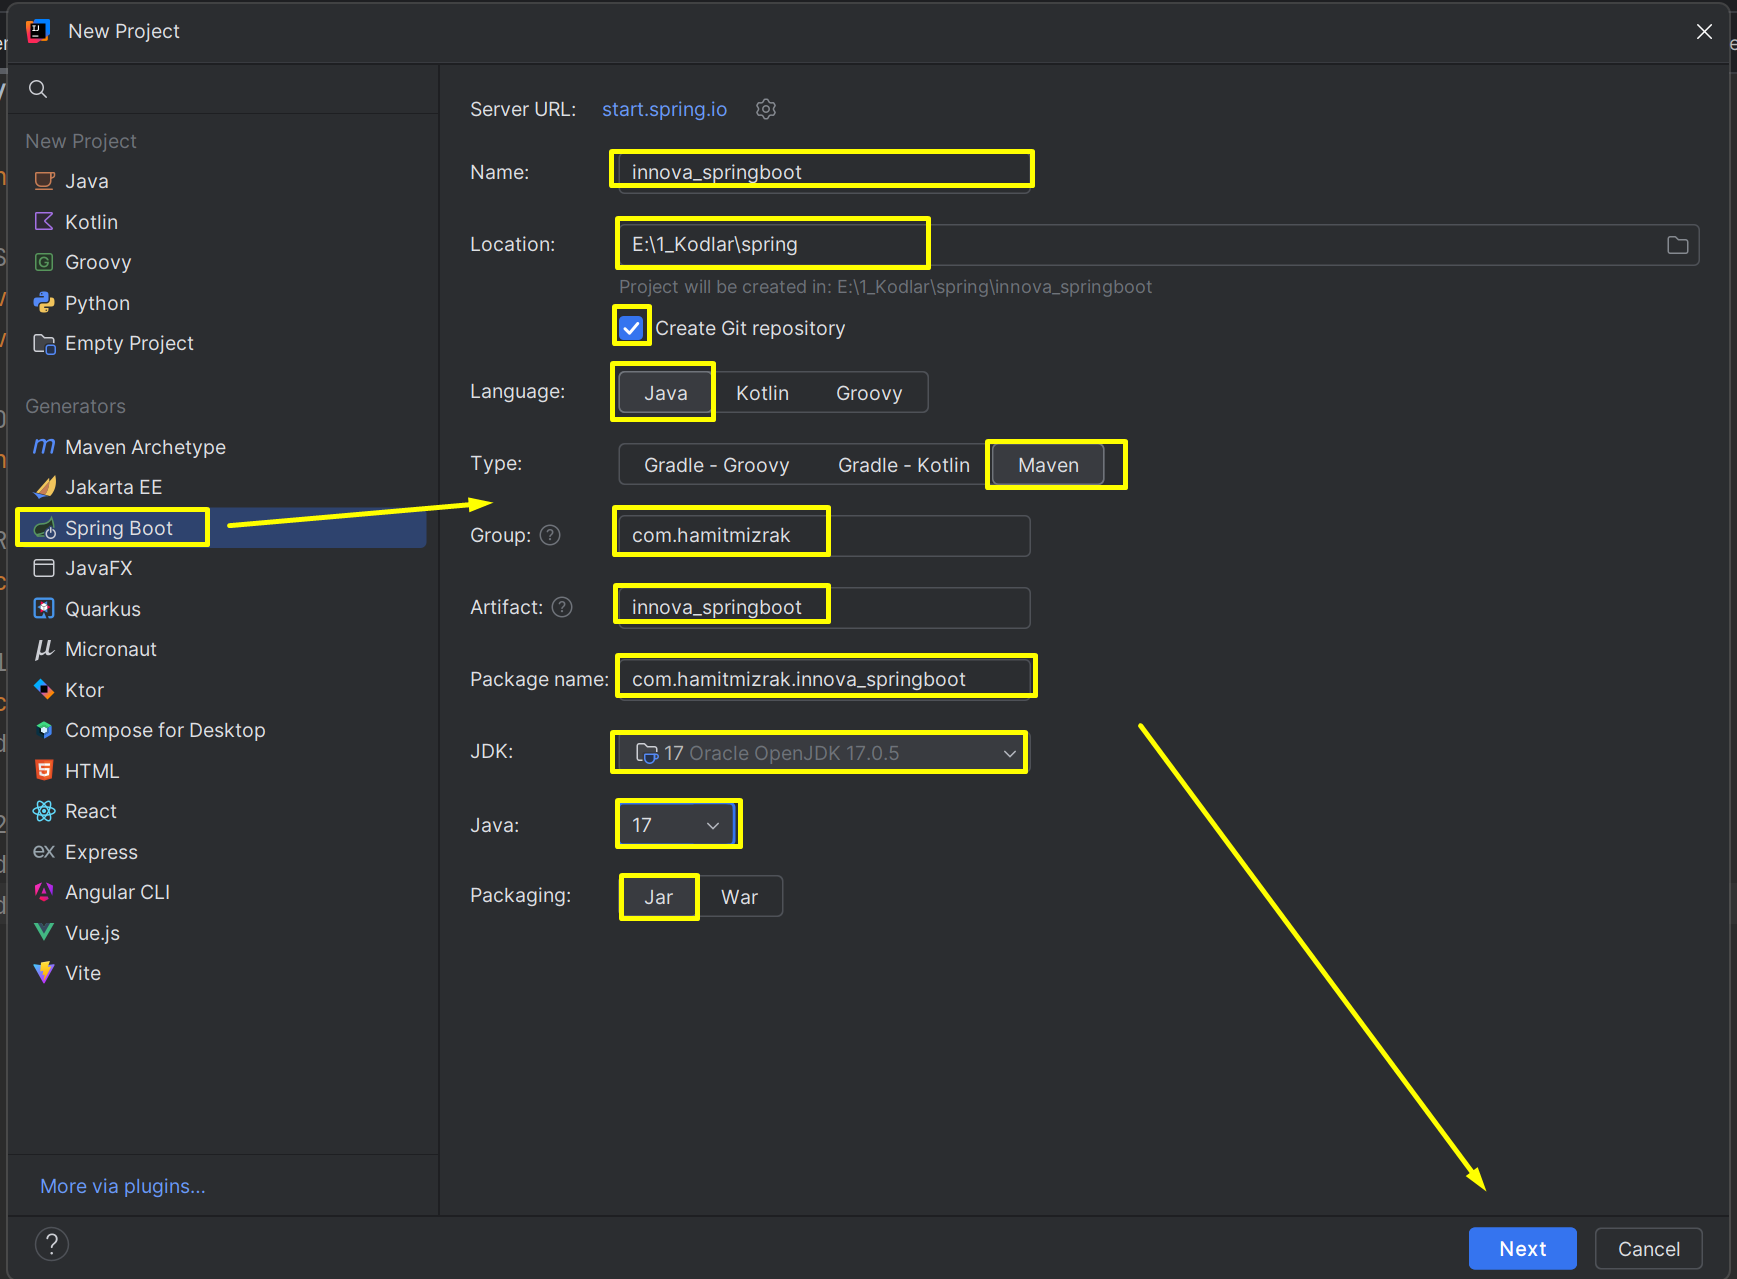 New Project
New Project
Java
Kotlin
Groovy
Python
Empty Project
Generators
Maven Archetype
Jakarta EE
Spring Boot
JavaFX
Quarkus
Micronaut
Ktor
Compose for Desktop
HTML
React
Express
Angular CLI
Vue.js
Vite
More via plugins...
Server URL: start.spring.io
Name: innova_springboot
Location: E:\1_Kodlar\spring
Project will be created in: E:\1_Kodlar\spring\innova_springboot
Create Git repository
Language: Java Kotlin Groovy
Type: Gradle - Groovy Gradle - Kotlin Maven
Group: ? com.hamitmizrak
Artifact: ? innova_springboot
Package name: com.hamitmizrak.innova_springboot
JDK: 17 Oracle OpenJDK 17.0.5
Java: 17
Packaging: Jar War
? Next Cancel